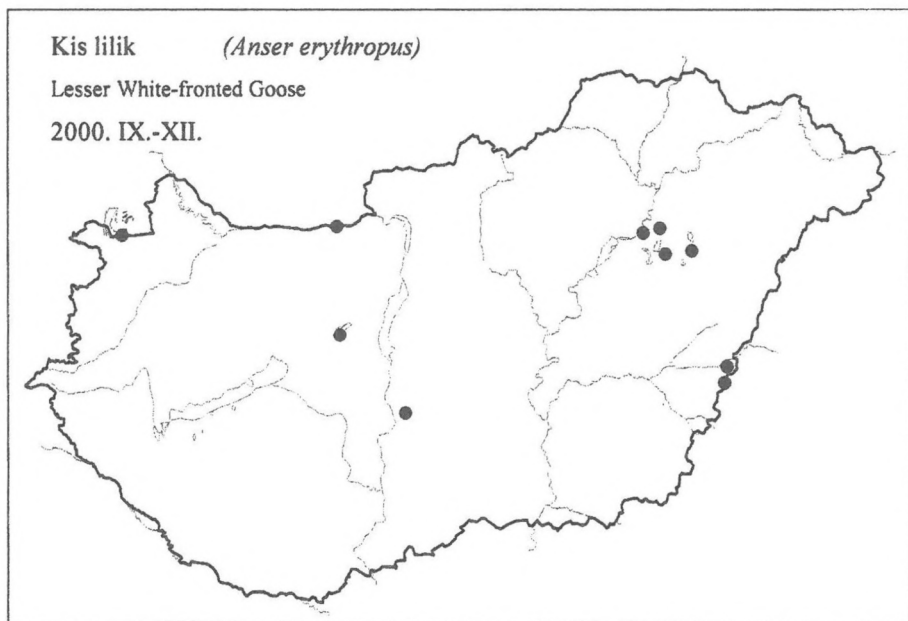 Kis lilik (Anser erythropus)
Lesser White-fronted Goose
2000. IX.-XII.